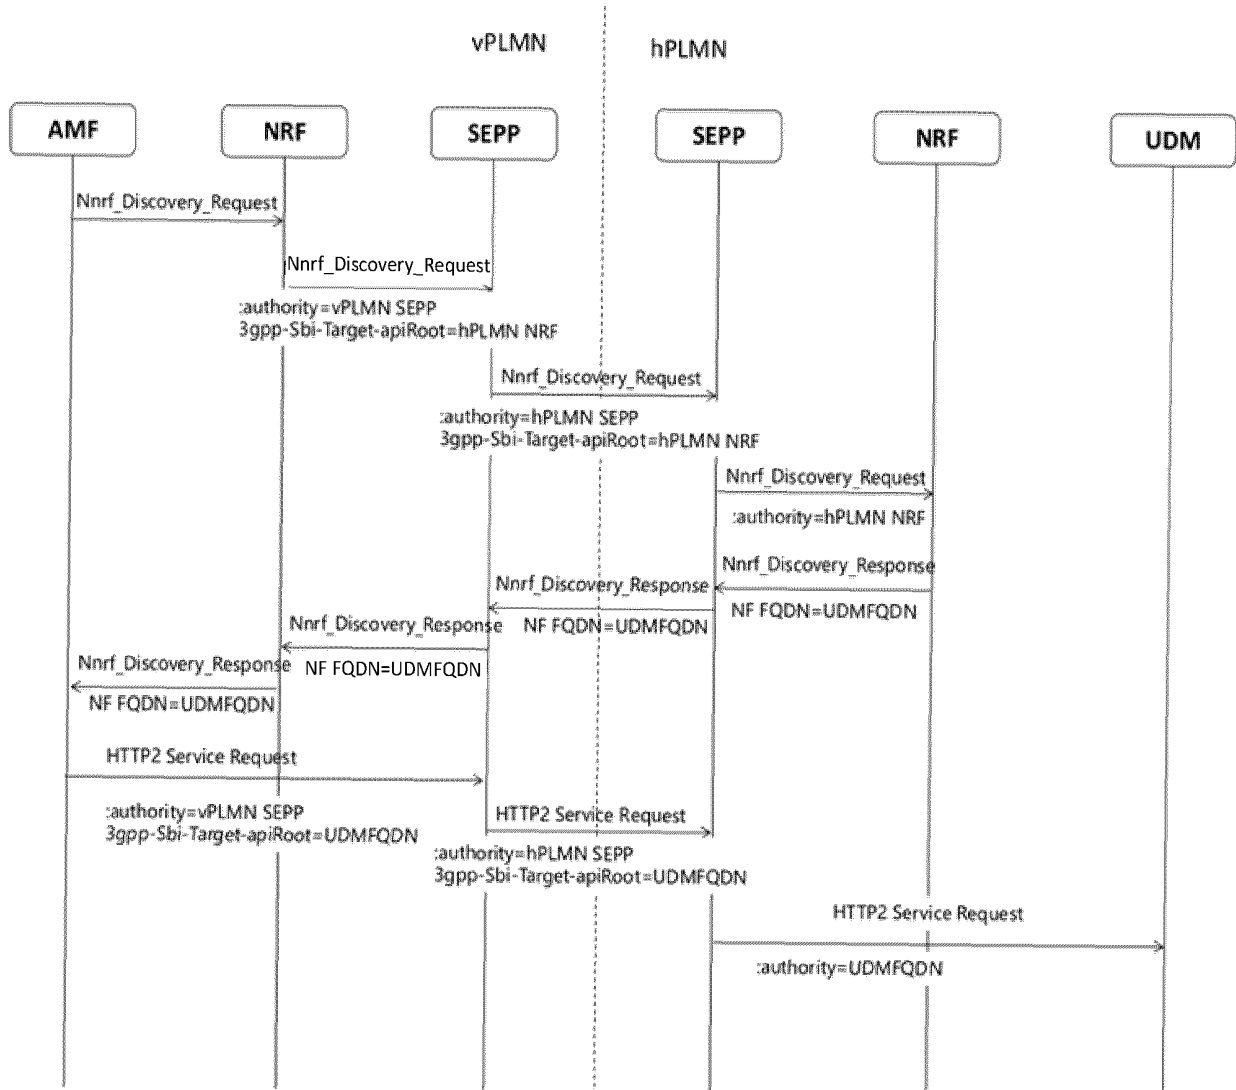 vPLMN
hPLMN
AMF
NRF
SEPP
SEPP
NRF
UDM
Nnrf_Discovery_Request
Nnrf_Discovery_Request
:authority=vPLMN SEPP
3gpp-Sbi-Target-apiRoot=hPLMN NRF
Nnrf_Discovery_Request
:authority=hPLMN SEPP
3gpp-Sbi-Target-apiRoot=hPLMN NRF
Nnrf_Discovery_Request
:authority=hPLMN NRF
Nnrf_Discovery_Response
NF FQDN=UDMFQDN
Nnrf_Discovery_Response
NF FQDN=UDMFQDN
Nnrf_Discovery_Response
NF FQDN=UDMFQDN
Nnrf_Discovery_Response
NF FQDN=UDMFQDN
HTTP2 Service Request
:authority=vPLMN SEPP
3gpp-Sbi-Target-apiRoot=UDMFQDN
HTTP2 Service Request
:authority=hPLMN SEPP
3gpp-Sbi-Target-apiRoot=UDMFQDN
HTTP2 Service Request
:authority=UDMFQDN